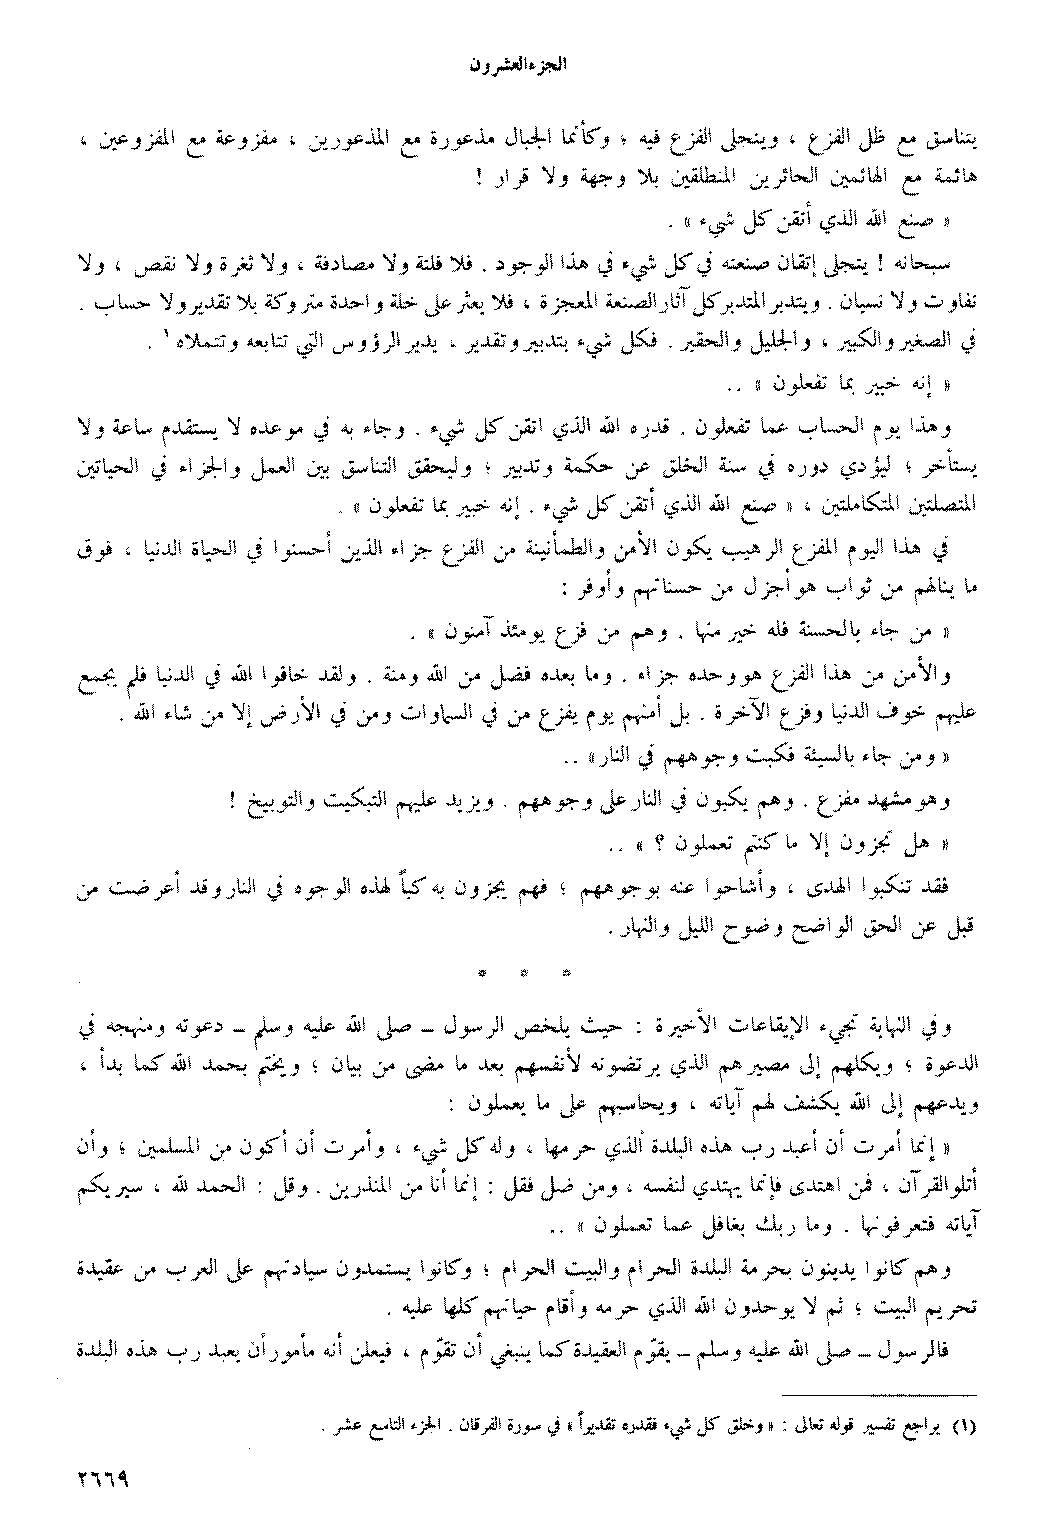 الجزء العشرون
يتناسق مع ظل الفزع ، ويتجلى الفزع فيه ؛ وكأنما الجبال مذعورة مع المذعورين ، مفزوعة مع المفزوعين ،
هائمة مع الهائمين الحائرين المنطلقين بلا وجهة ولا قرار !
« صنع الله الذي أتقن كل شيء » .
سبحانه ! يتجلى إتقان صنعته في كل شيء في هذا الوجود . فلا فلتة ولا مصادفة ، ولا ثغرة ولا نقص ، ولا
تفاوت ولا نسيان . ويتدبر المتدبر كل آثار الصنعة المعجزة ، فلا يعثر على خلة واحدة متروكة بلا تقدير ولا حساب .
في الصغير والكبير ، والجليل والحقير . فكل شيء بتدبير وتقدير ، يدير الرؤوس التي تتابعه وتتملاه ١ .
« إنه خبير بما تفعلون » ..
وهذا يوم الحساب عما تفعلون . قدره الله الذي اتقن كل شيء . وجاء به في موعده لا يستقدم ساعة ولا
يستأخر ؛ ليؤدي دوره في سنة الخلق عن حكمة وتدبير ؛ وليحقق التناسق بين العمل والجزاء في الحياتين
المتصلتين المتكاملتين ، « صنع الله الذي أتقن كل شيء . إنه خبير بما تفعلون » .
في هذا اليوم المفزع الرهيب يكون الأمن والطمأنينة من الفزع جزاء الذين أحسنوا في الحياة الدنيا ، فوق
ما ينالهم من ثواب هو أجزل من حسناتهم وأوفر :
« من جاء بالحسنة فله خير منها . وهم من فزع يومئذ آمنون » .
والأمن من هذا الفزع هو وحده جزاء . وما بعده فضل من الله ومنة . ولقد خافوا الله في الدنيا فلم يجمع
عليهم خوف الدنيا وفزع الآخرة . بل أمنهم يوم يفزع من في السماوات ومن في الأرض إلا من شاء الله .
« ومن جاء بالسيئة فكبت وجوههم في النار » ..
وهو مشهد مفزع . وهم يكبون في النار على وجوههم . ويزيد عليهم التبكيت والتوبيخ !
« هل تجزون إلا ما كنتم تعملون ؟ » ..
فقد تنكبوا الهدى ، وأشاحوا عنه بوجوههم ؛ فهم يجزون به كباً لهذه الوجوه في النار وقد أعرضت من
قبل عن الحق الواضح وضوح الليل والنهار .
* * *
وفي النهاية تجيء الإيقاعات الأخيرة : حيث يلخص الرسول ــ صلى الله عليه وسلم ــ دعوته ومنهجه في
الدعوة ؛ ويكلهم إلى مصيرهم الذي يرتضونه لأنفسهم بعد ما مضى من بيان ؛ ويختم بحمد الله كما بدأ ،
ويدعهم إلى الله يكشف لهم آياته ، ويحاسبهم على ما يعملون :
« إنما أمرت أن أعبد رب هذه البلدة الذي حرمها ، وله كل شيء ، وأمرت أن أكون من المسلمين ؛ وأن
أتلو القرآن ، فمن اهتدى فإنما يهتدي لنفسه ، ومن ضل فقل : إنما أنا من المنذرين . وقل : الحمد لله ، سيريكم
آياته فتعرفونها . وما ربك بغافل عما تعملون » ..
وهم كانوا يدينون بحرمة البلدة الحرام والبيت الحرام ؛ وكانوا يستمدون سيادتهم على العرب من عقيدة
تحريم البيت ؛ ثم لا يوحدون الله الذي حرمه وأقام حياتهم كلها عليه .
فالرسول ــ صلى الله عليه وسلم ــ يقوّم العقيدة كما ينبغي أن تقوّم ، فيعلن أنه مأمور أن يعبد رب هذه البلدة
(١) يراجع تفسير قوله تعالى : « وخلق كل شيء فقدره تقديراً » في سورة الفرقان . الجزء التاسع عشر .
٢٦٦٩